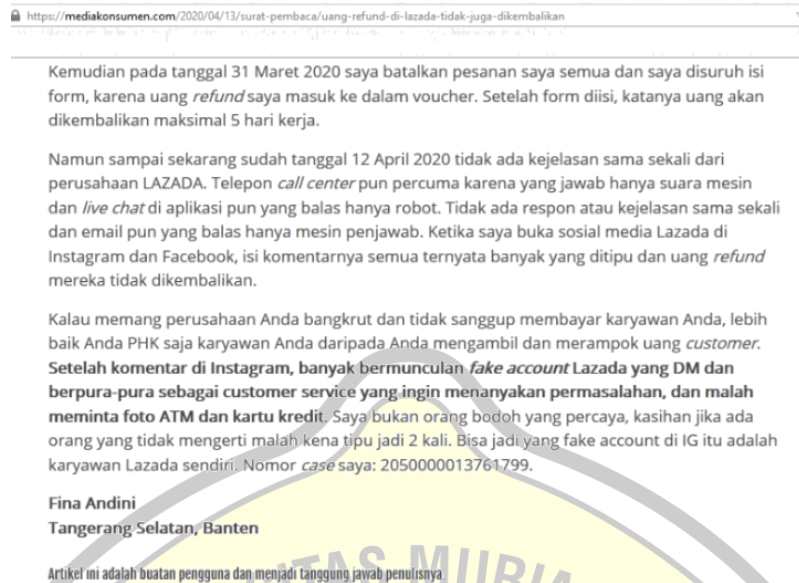 https://mediakonsumen.com/2020/04/13/surat-pembaca/uang-refund-di-lazada-tidak-juga-dikembalikan
Kemudian pada tanggal 31 Maret 2020 saya batalkan pesanan saya semua dan saya disuruh isi
form, karena uang refund saya masuk ke dalam voucher. Setelah form diisi, katanya uang akan
dikembalikan maksimal 5 hari kerja.
Namun sampai sekarang sudah tanggal 12 April 2020 tidak ada kejelasan sama sekali dari
perusahaan LAZADA. Telepon call center pun percuma karena yang jawab hanya suara mesin
dan live chat di aplikasi pun yang balas hanya robot. Tidak ada respon atau kejelasan sama sekali
dan email pun yang balas hanya mesin penjawab. Ketika saya buka sosial media Lazada di
Instagram dan Facebook, isi komentarnya semua ternyata banyak yang ditipu dan uang refund
mereka tidak dikembalikan.
Kalau memang perusahaan Anda bangkrut dan tidak sanggup membayar karyawan Anda, lebih
baik Anda PHK saja karyawan Anda daripada Anda mengambil dan merampok uang customer.
Setelah komentar di Instagram, banyak bermunculan fake account Lazada yang DM dan
berpura-pura sebagai customer service yang ingin menanyakan permasalahan, dan malah
meminta foto ATM dan kartu kredit. Saya bukan orang bodoh yang percaya, kasihan jika ada
orang yang tidak mengerti malah kena tipu jadi 2 kali. Bisa jadi yang fake account di IG itu adalah
karyawan Lazada sendiri. Nomor case saya: 2050000013761799.
Fina Andini
Tangerang Selatan, Banten
Artikel ini adalah buatan pengguna dan menjadi tanggung jawab penulisnya